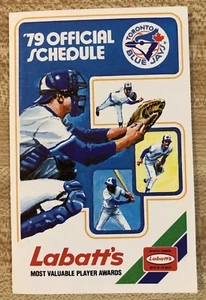 '79 OFFICIAL
SCHEDULE
TORONTO
BLUE JAYS
Labatt's
MOST VALUABLE PLAYER AWARDS
Labatt's